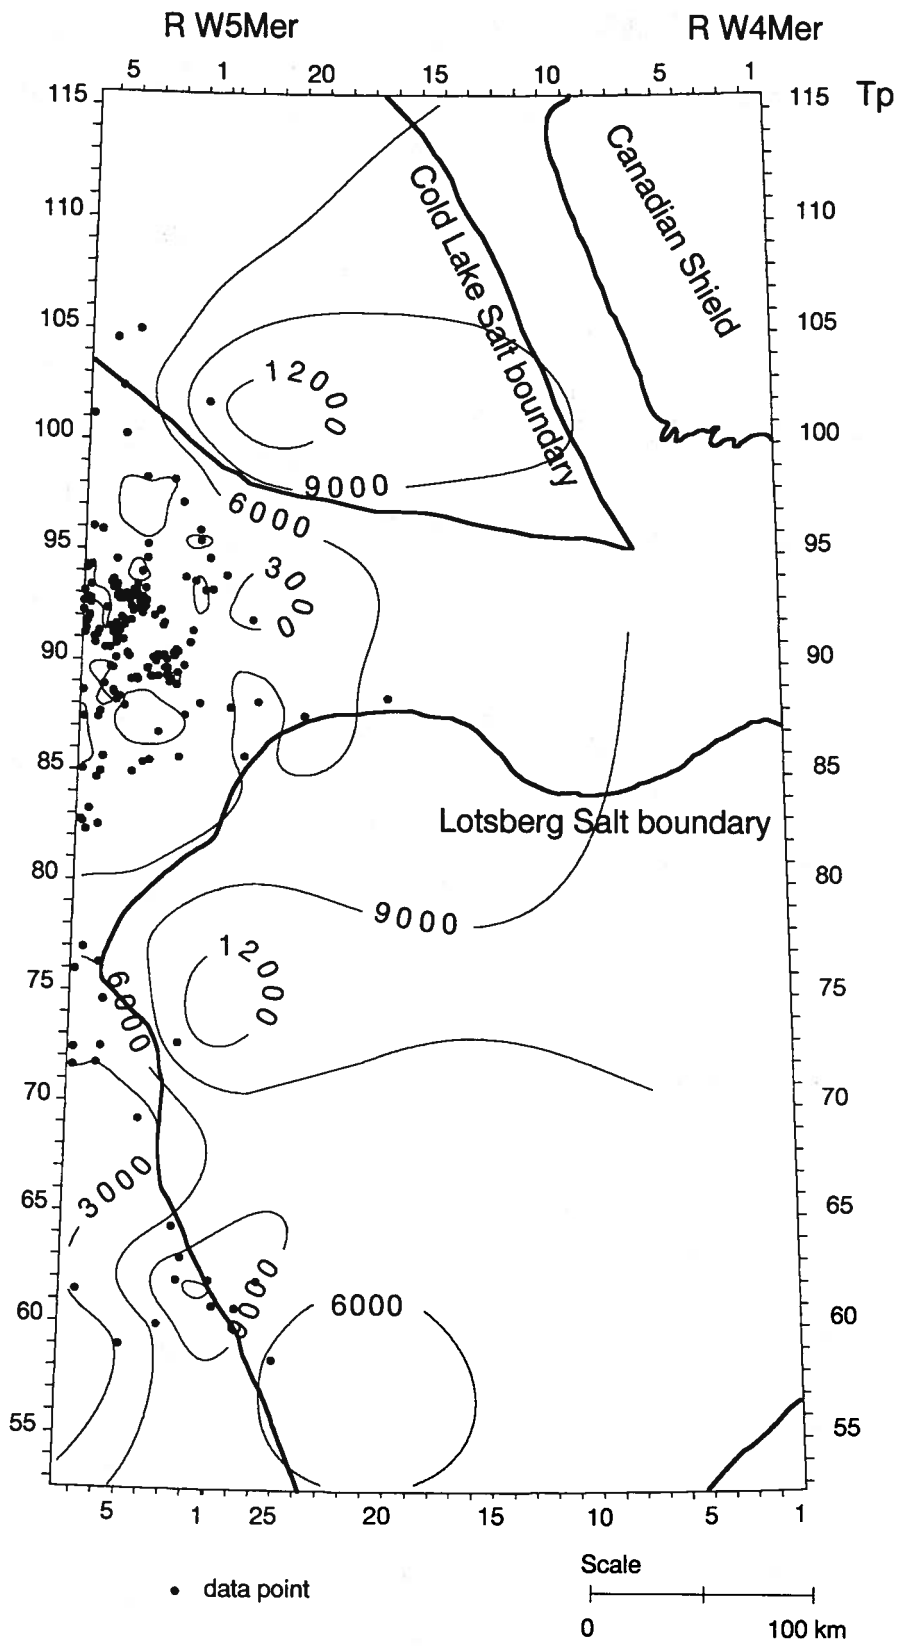 R W5Mer R W4Mer
5 1 20 15 10 5 1
115 115 Tp
Canadian Shield
Cold Lake Salt boundary
110 110
105 105
12000
100 100
9000
6000
95 95
300
0
90 90
85 85
Lotsberg Salt boundary
80 80
9000
12000
75 75
6000
70 70
3000
65 65
9000
60 6000 60
55 55
5 1 25 20 15 10 5 1
data point
Scale
0 100 km